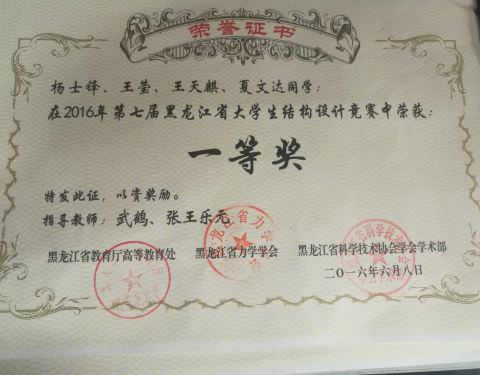 荣誉证书
杨士铎、王莹、王天麒、夏文达同学：
在2016年第七届黑龙江省大学生结构设计竞赛中荣获：
一等奖
特发此证，以资奖励。
指导教师：武鹤、张王乐元
黑龙江省教育厅高等教育处 黑龙江省力学学会 黑龙江省科学技术协会学会学术部
二〇一六年六月八日